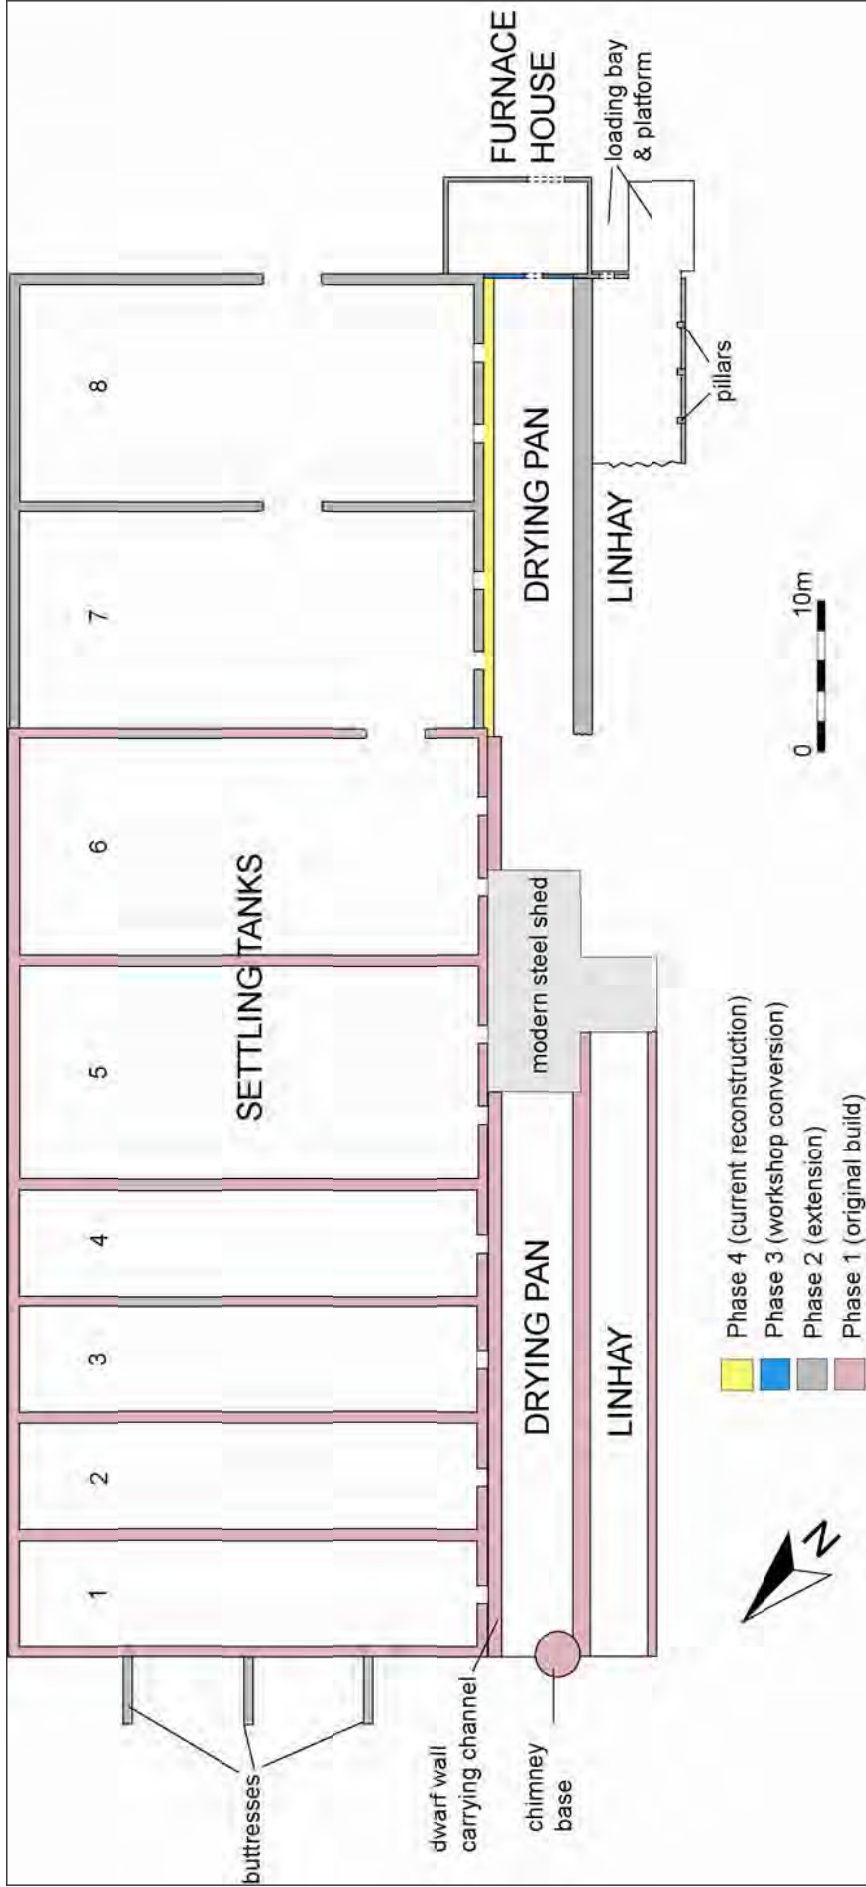 FURNACE
HOUSE
loading bay
& platform
8
7
6
5
4
3
2
1
SETTLING TANKS
DRYING PAN
LINHAY
pillars
modern steel shed
DRYING PAN
LINHAY
buttresses
dwarf wall
carrying channel
chimney
base
0 10m
Phase 4 (current reconstruction)
Phase 3 (workshop conversion)
Phase 2 (extension)
Phase 1 (original build)
N